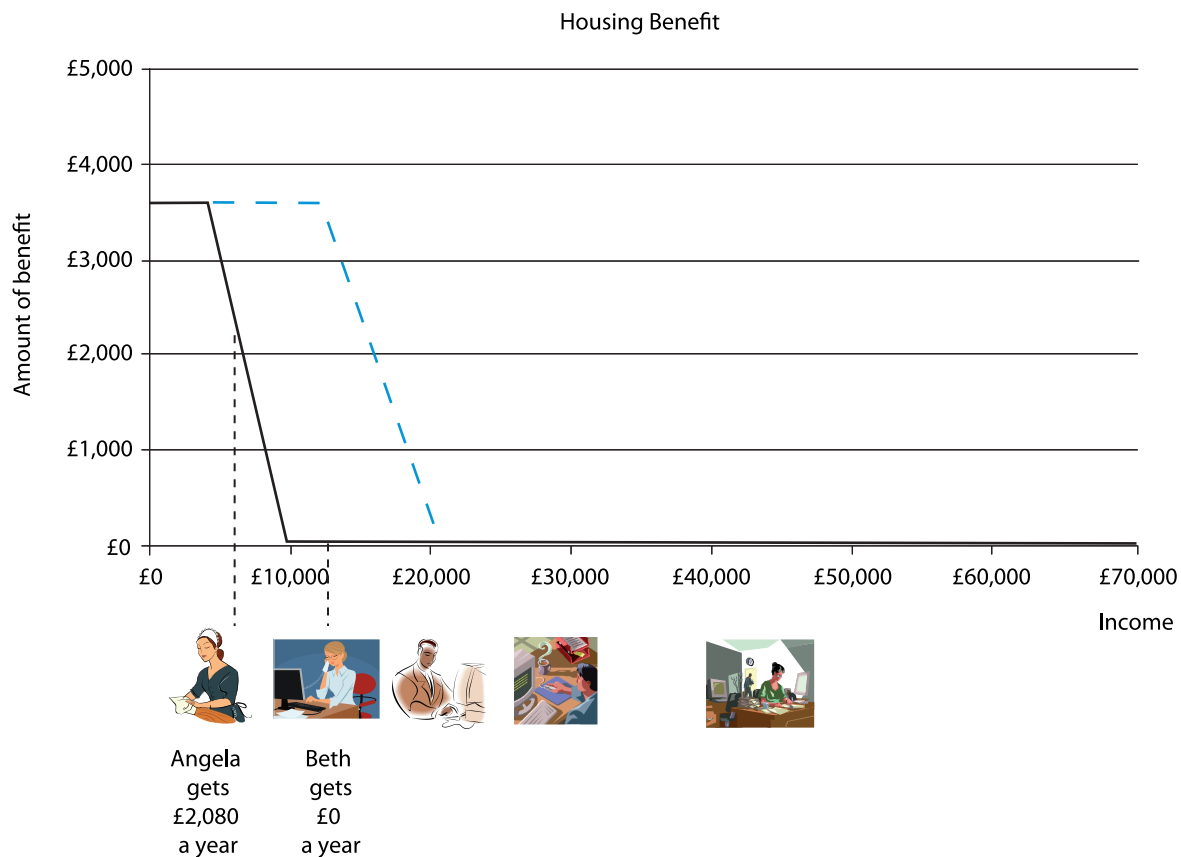 Housing Benefit
£5,000
£4,000
£3,000
£2,000
£1,000
£0
Amount of benefit
£0 £10,000 £20,000 £30,000 £40,000 £50,000 £60,000 £70,000
Income
Angela
gets
£2,080
a year
Beth
gets
£0
a year